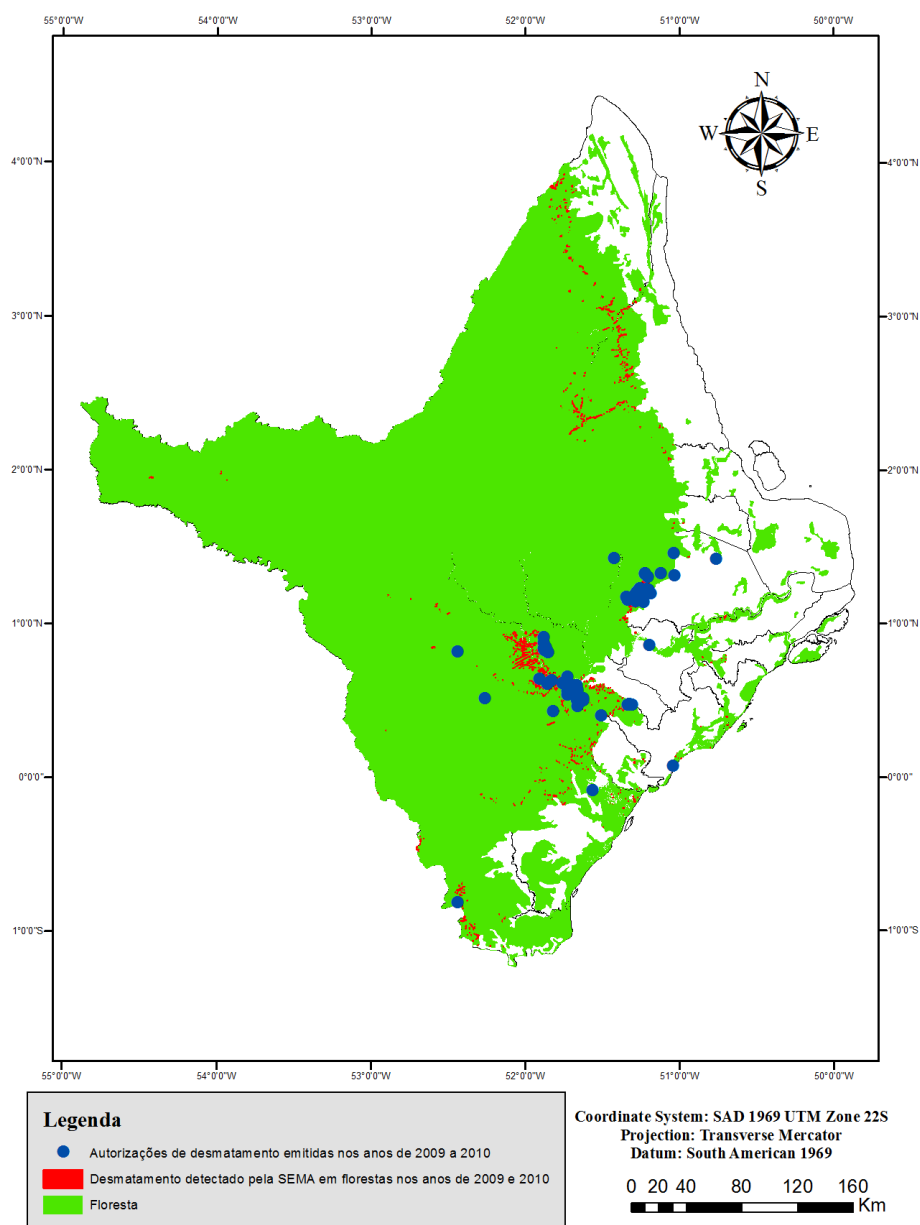 55°0'0"W 54°0'0"W 53°0'0"W 52°0'0"W 51°0'0"W 50°0'0"W
N
W E
S
4°0'0"N 4°0'0"N
3°0'0"N 3°0'0"N
2°0'0"N 2°0'0"N
1°0'0"N 1°0'0"N
0°0'0" 0°0'0"
1°0'0"S 1°0'0"S
55°0'0"W 54°0'0"W 53°0'0"W 52°0'0"W 51°0'0"W 50°0'0"W
Legenda
Autorizações de desmatamento emitidas nos anos de 2009 a 2010
Desmatamento detectado pela SEMA em florestas nos anos de 2009 e 2010
Floresta
Coordinate System: SAD 1969 UTM Zone 22S
Projection: Transverse Mercator
Datum: South American 1969
0 20 40 80 120 160
Km